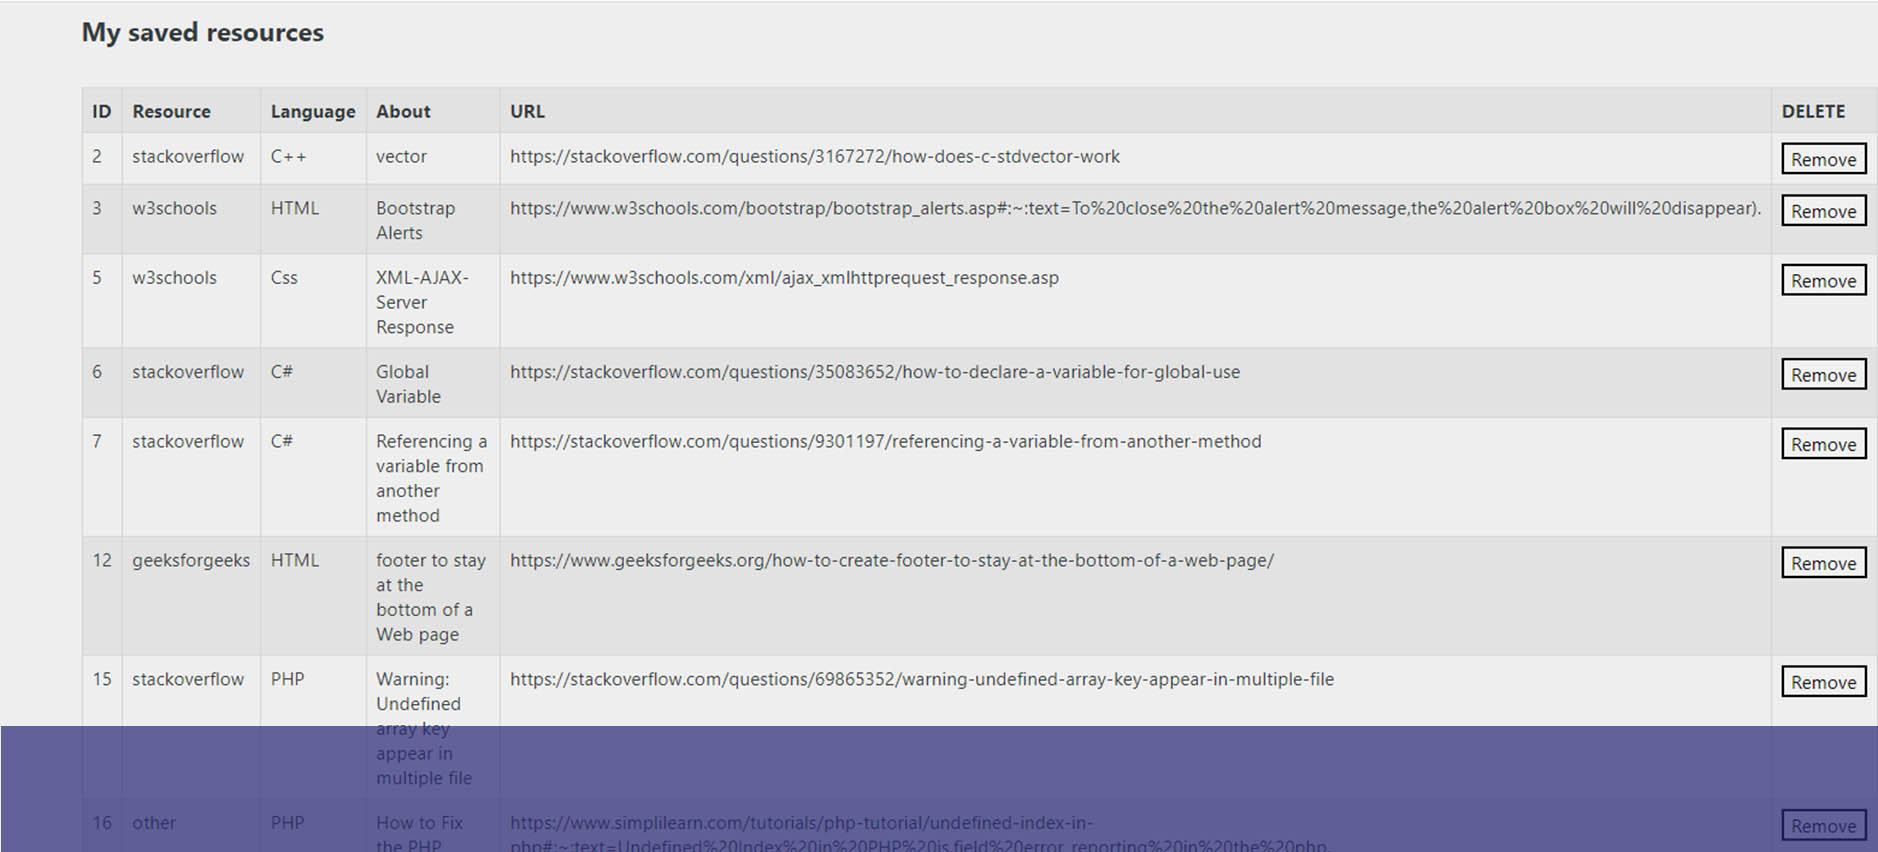 My saved resources
ID Resource Language About URL DELETE
2 stackoverflow C++ vector https://stackoverflow.com/questions/3167272/how-does-c-stdvector-work Remove
3 w3schools HTML Bootstrap https://www.w3schools.com/bootstrap/bootstrap_alerts.asp#:~:text=To%20close%20the%20alert%20message,the%20alert%20box%20will%20disappear). Remove
Alerts
5 w3schools Css XML-AJAX- https://www.w3schools.com/xml/ajax_xmlhttprequest_response.asp Remove
Server
Response
6 stackoverflow C# Global https://stackoverflow.com/questions/35083652/how-to-declare-a-variable-for-global-use Remove
Variable
7 stackoverflow C# Referencing a https://stackoverflow.com/questions/9301197/referencing-a-variable-from-another-method Remove
variable from
another
method
12 geeksforgeeks HTML footer to stay https://www.geeksforgeeks.org/how-to-create-footer-to-stay-at-the-bottom-of-a-web-page/ Remove
at the
bottom of a
Web page
15 stackoverflow PHP Warning: https://stackoverflow.com/questions/69865352/warning-undefined-array-key-appear-in-multiple-file Remove
Undefined
array key
appear in
multiple file
16 other PHP How to Fix https://www.simplilearn.com/tutorials/php-tutorial/undefined-index-in- Remove
the PHP php#:~:text=Undefined%20Index%20in%20PHP%20is,field%20error_reporting%20in%20the%20php.